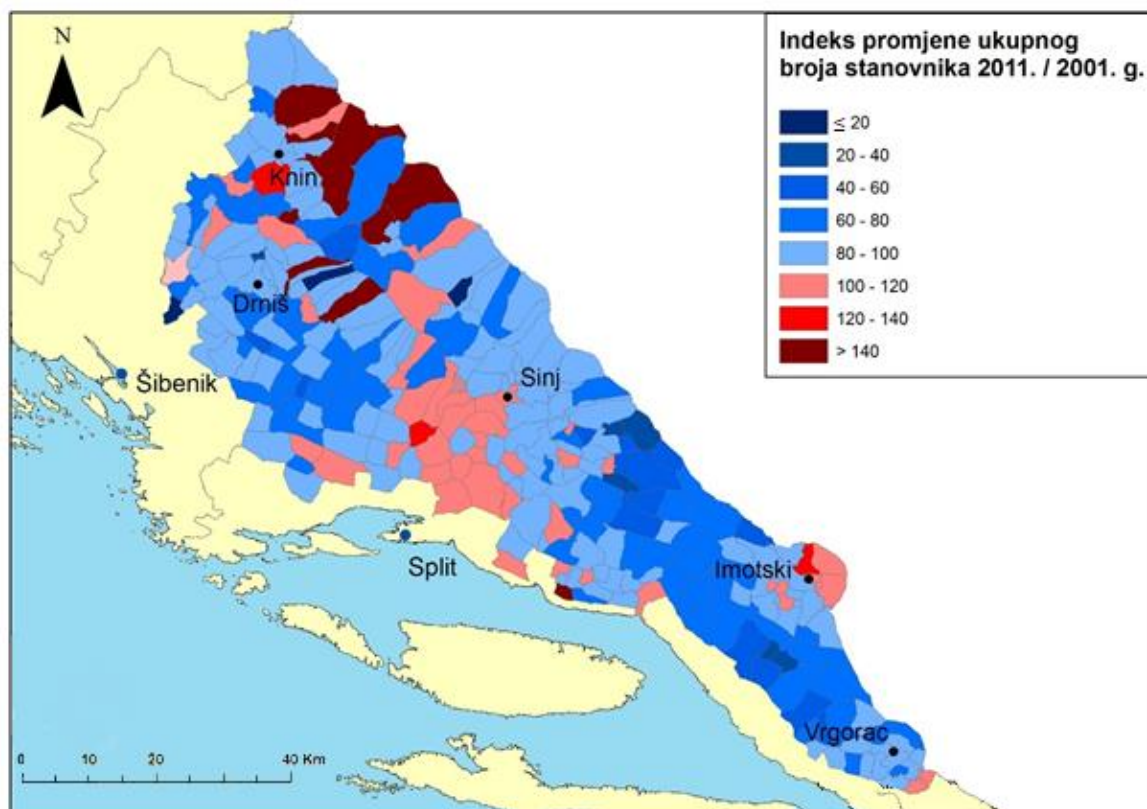 N
Indeks promjene ukupnog
broja stanovnika 2011. / 2001. g.
≤ 20
20 - 40
40 - 60
60 - 80
80 - 100
100 - 120
120 - 140
> 140
Knin
Drniš
Šibenik
Sinj
Split
Imotski
Vrgorac
0 10 20 40 Km